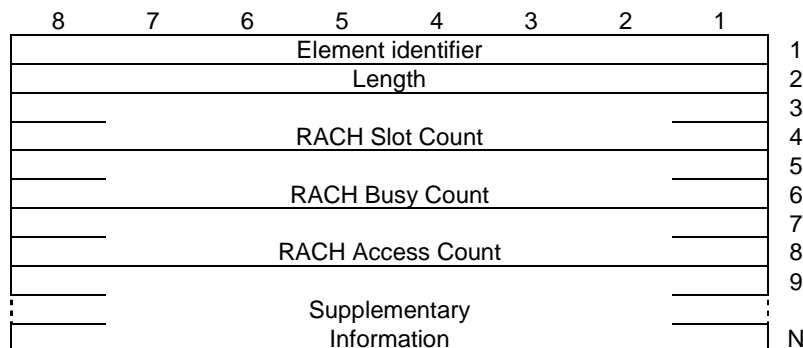 8 7 6 5 4 3 2 1
Element identifier 1
Length 2
3
RACH Slot Count 4
5
RACH Busy Count 6
7
RACH Access Count 8
9
Supplementary
Information N